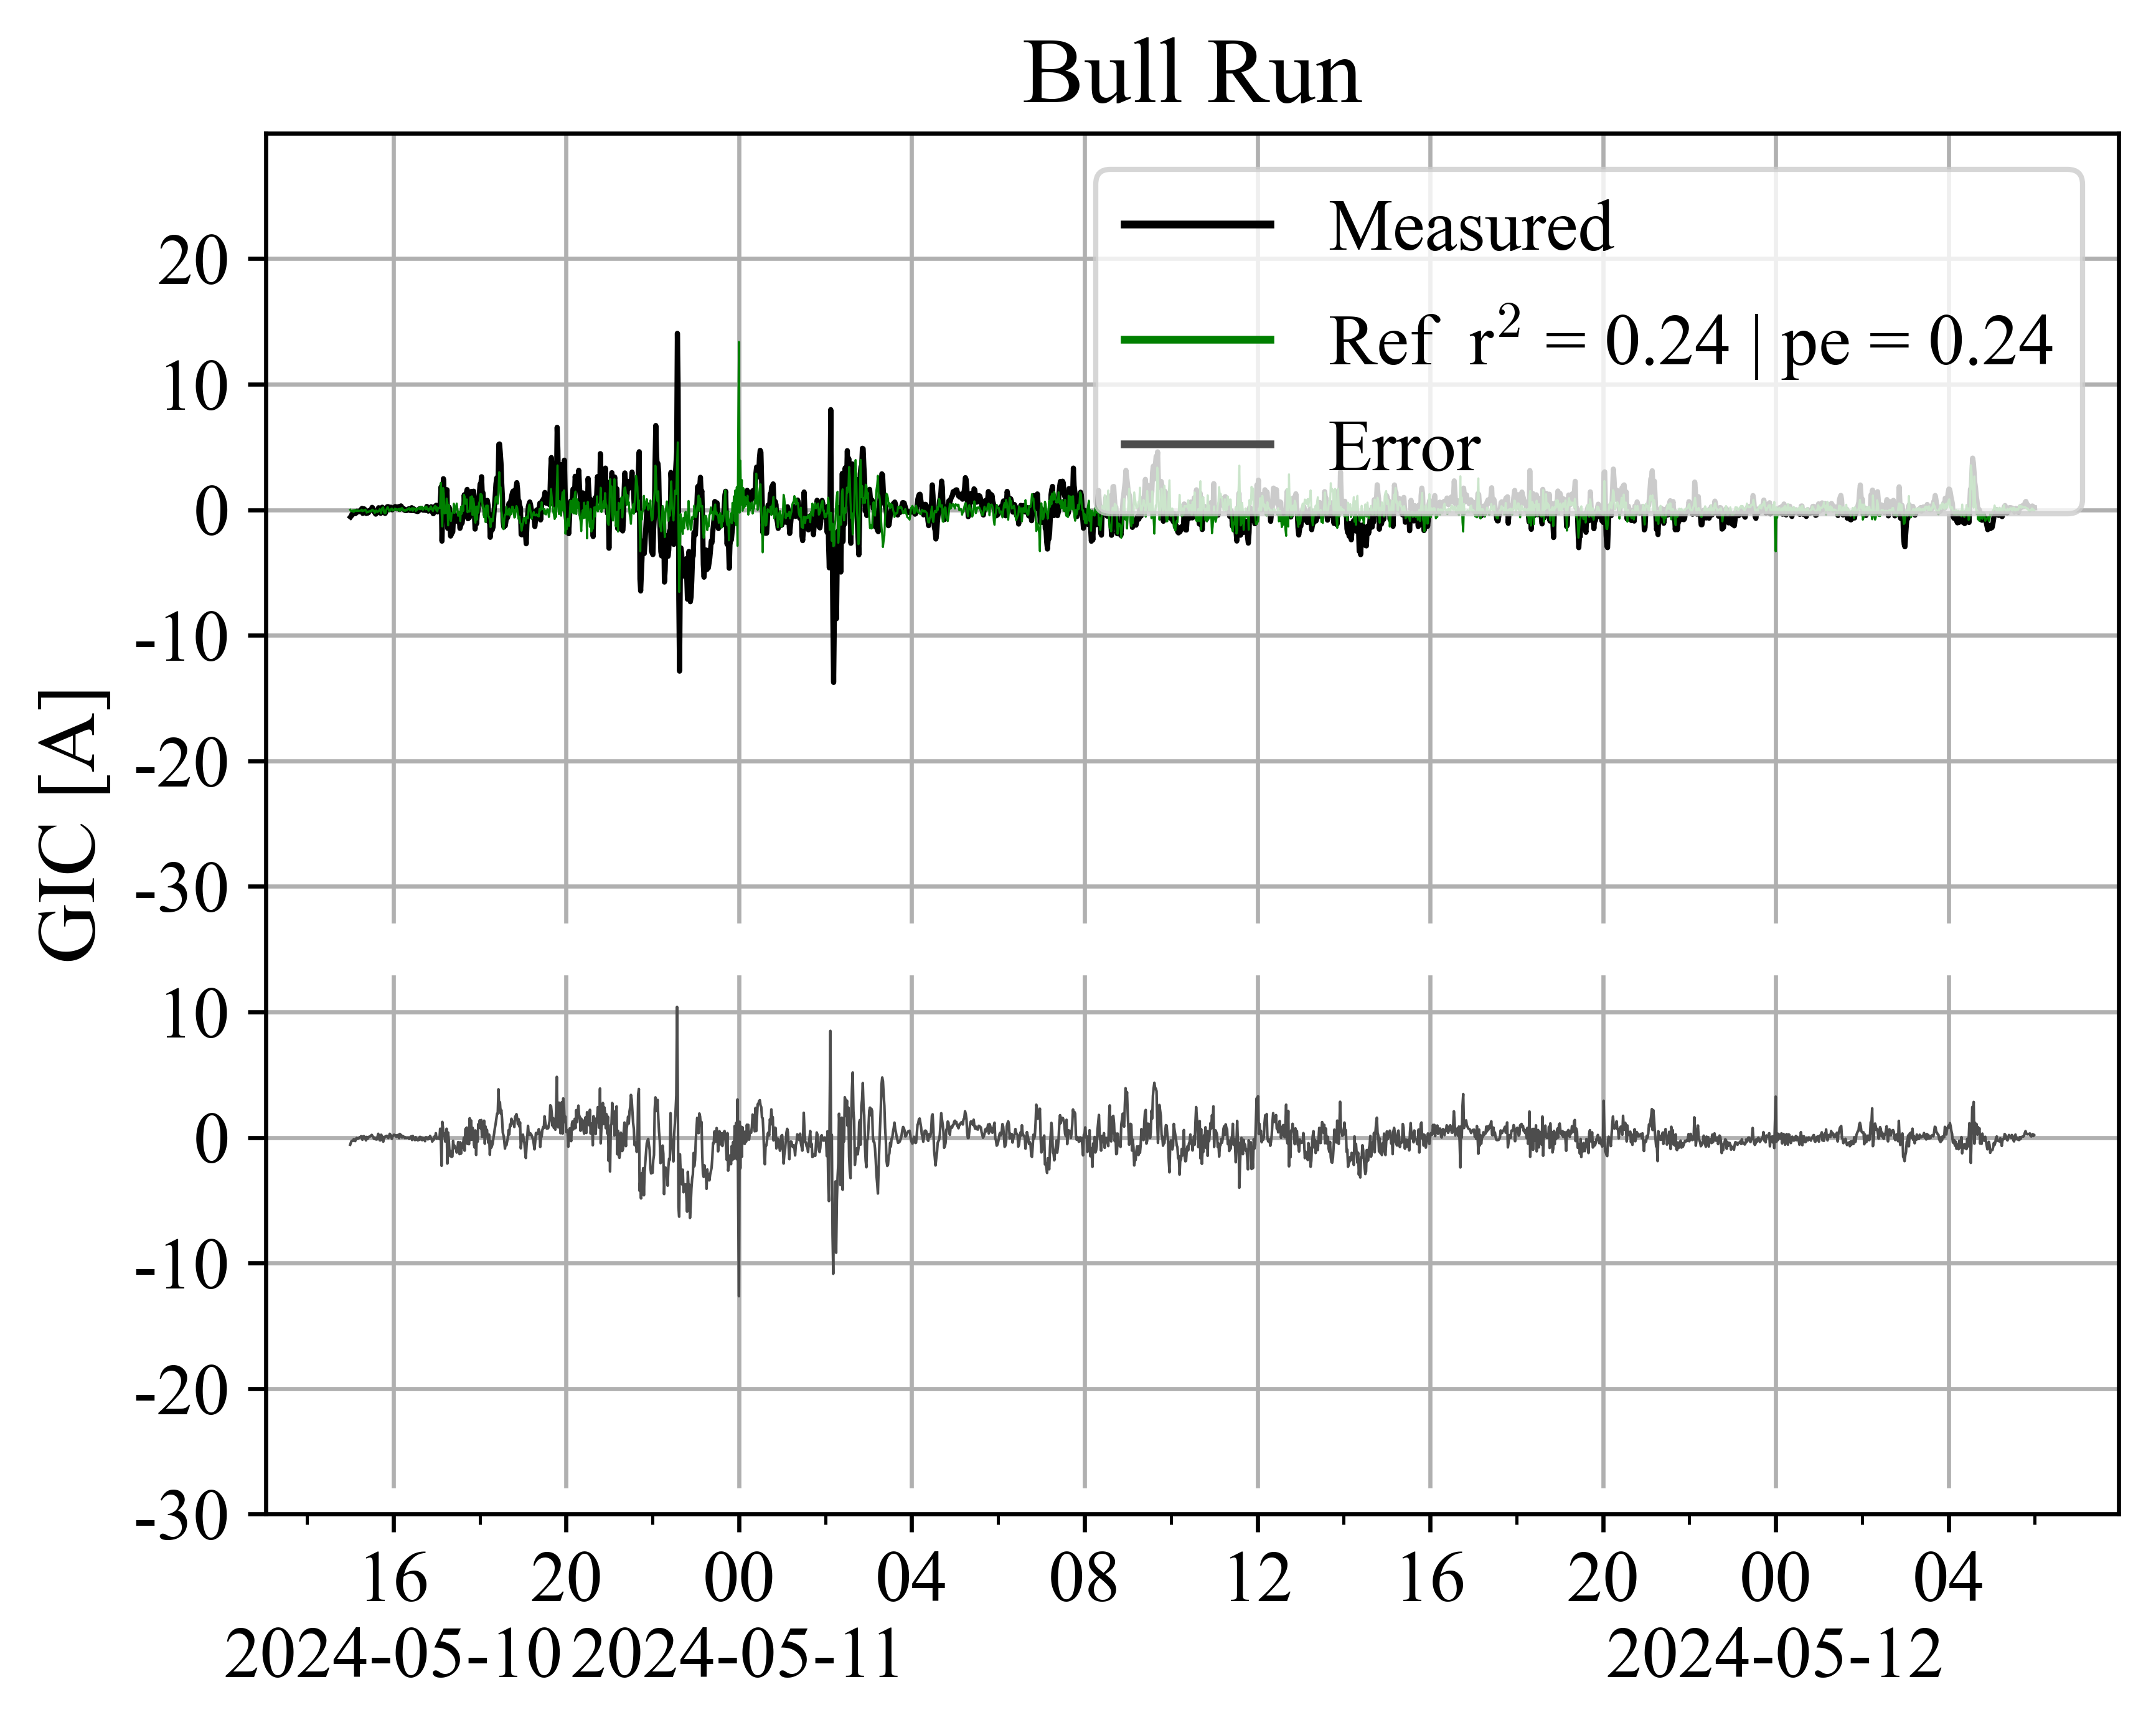 Bull Run
Measured
Ref r² = 0.24 | pe = 0.24
Error
GIC [A]
20
10
0
-10
-20
-30
10
0
-10
-20
-30
16 20 00 04 08 12 16 20 00 04
2024-05-10 2024-05-11 2024-05-12